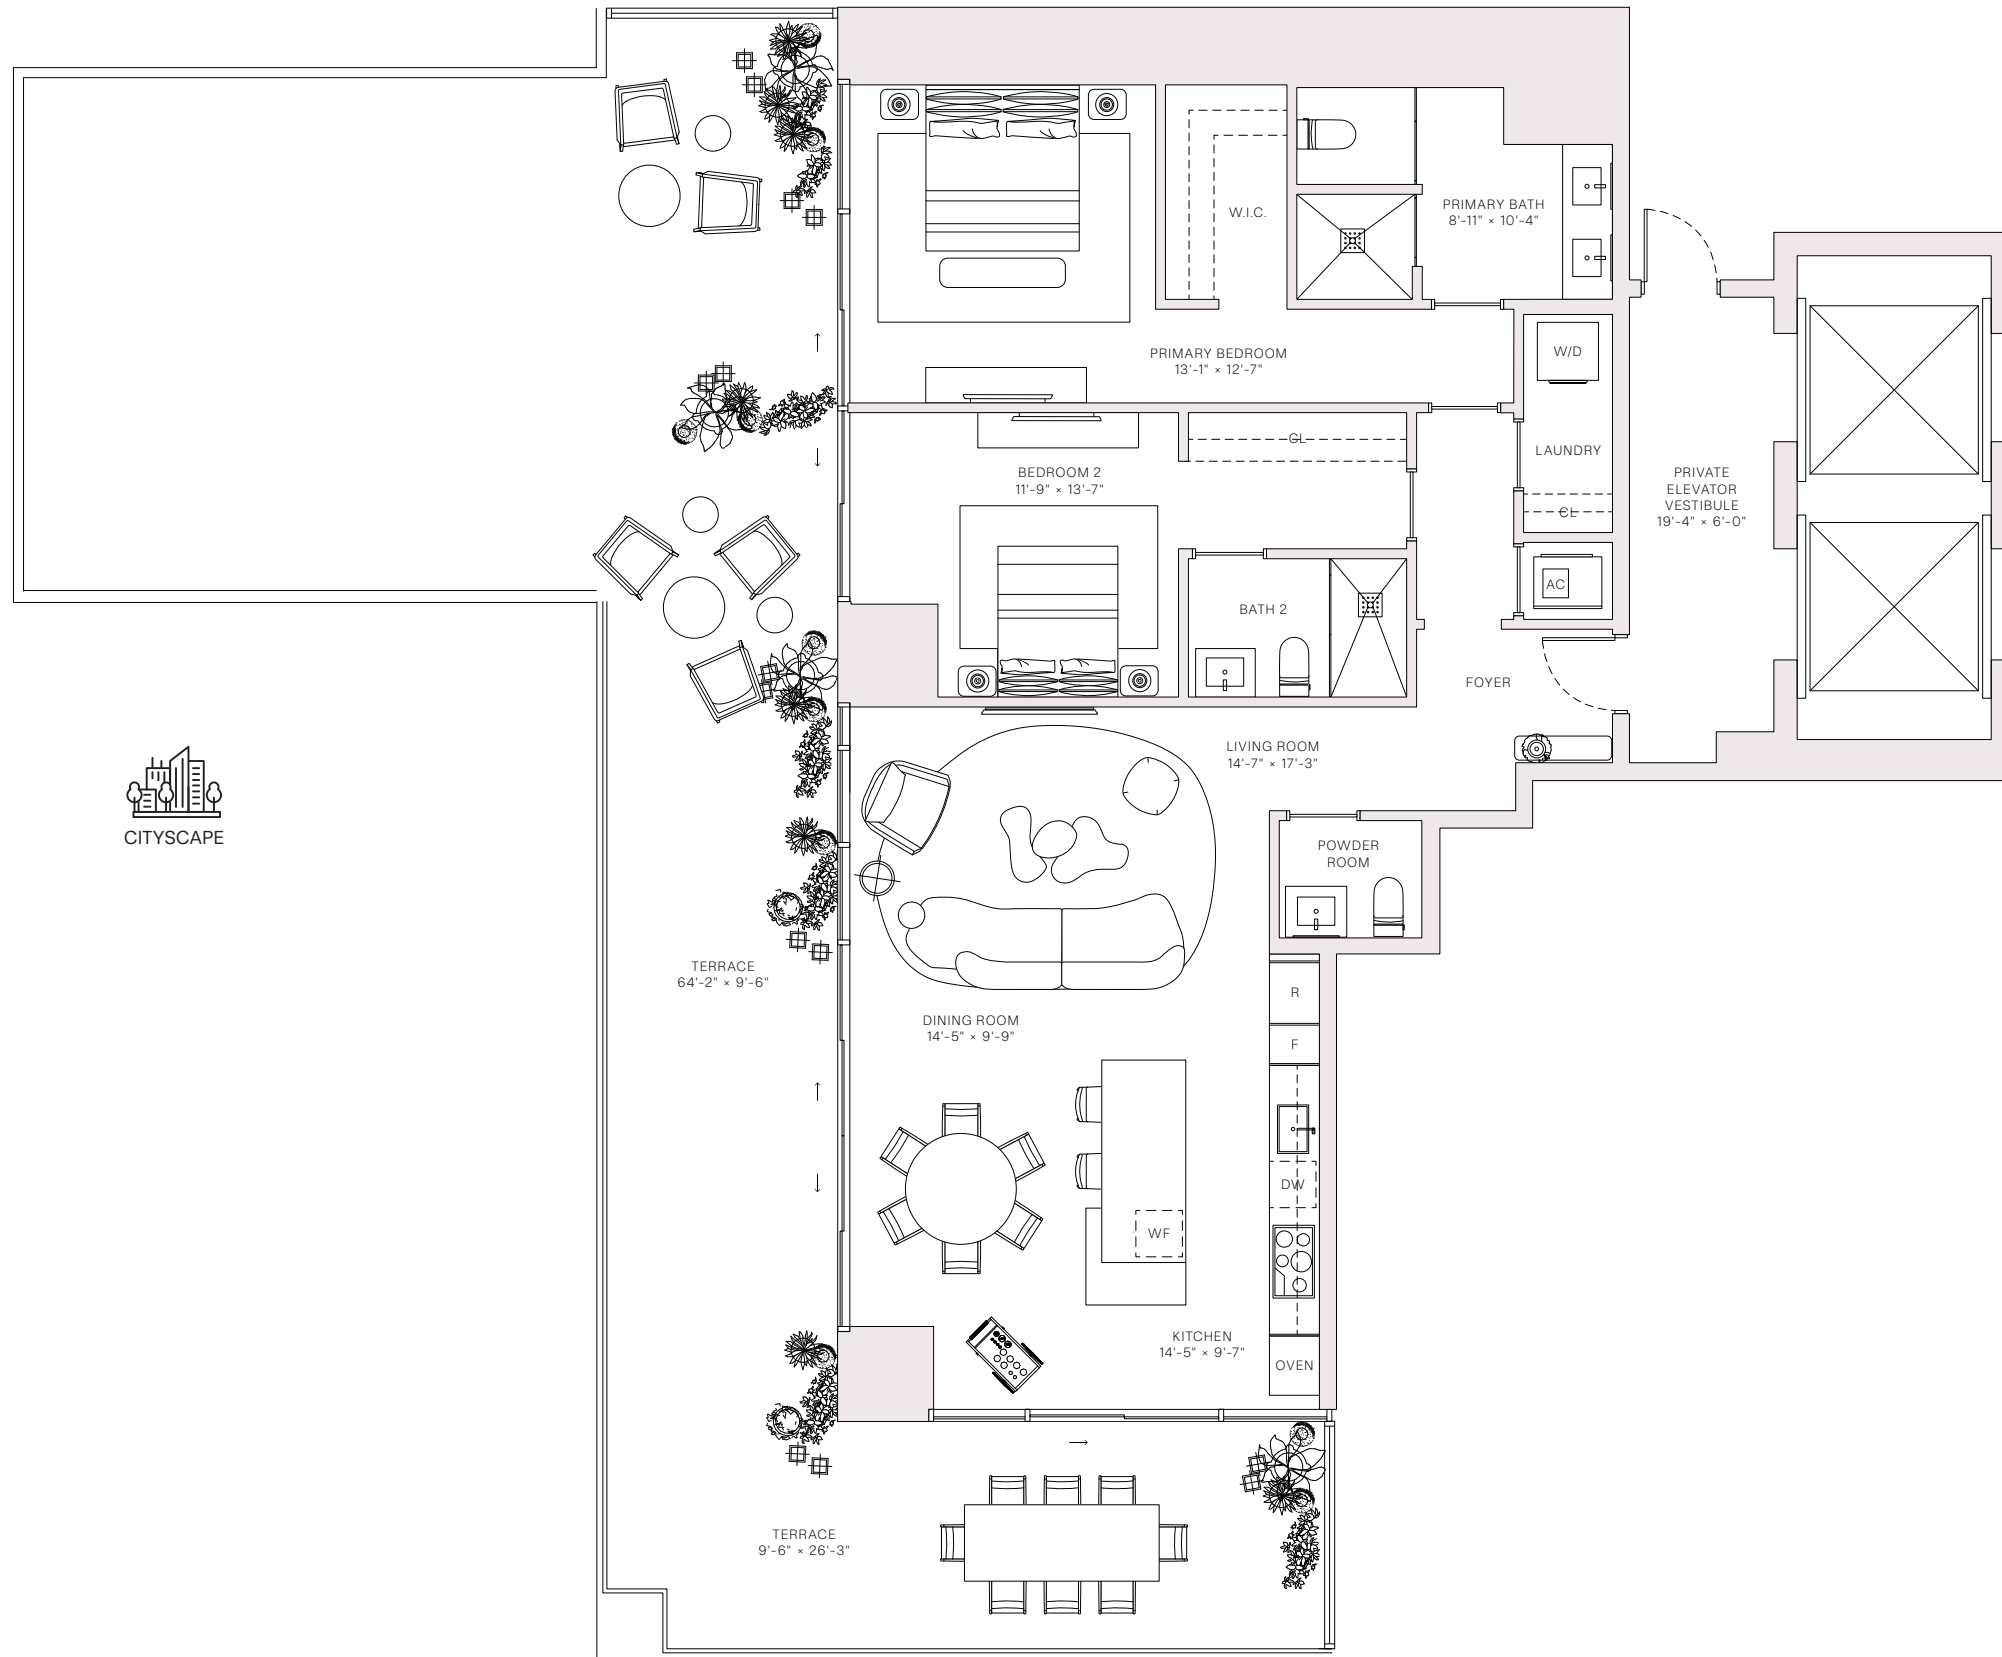 W.I.C.
PRIMARY BATH
8'-11" × 10'-4"
PRIMARY BEDROOM
13'-1" × 12'-7"
W/D
CL
LAUNDRY
BEDROOM 2
11'-9" × 13'-7"
PRIVATE
ELEVATOR
VESTIBULE
19'-4" × 6'-0"
CL
AC
BATH 2
FOYER
LIVING ROOM
14'-7" × 17'-3"
CITYSCAPE
POWDER
ROOM
TERRACE
64'-2" × 9'-6"
R
DINING ROOM
14'-5" × 9'-9"
F
DW
WF
KITCHEN
14'-5" × 9'-7"
OVEN
TERRACE
9'-6" × 26'-3"